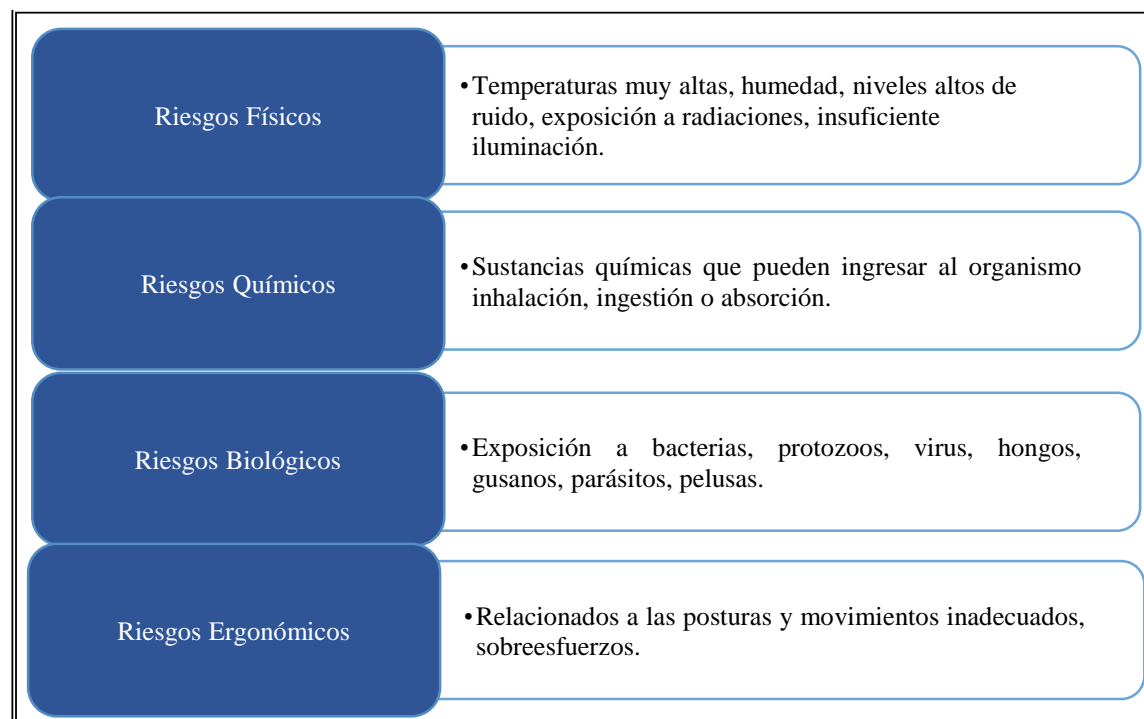 Riesgos Físicos
•Temperaturas muy altas, humedad, niveles altos de
ruido, exposición a radiaciones, insuficiente
iluminación.
Riesgos Químicos
•Sustancias químicas que pueden ingresar al organismo
inhalación, ingestión o absorción.
Riesgos Biológicos
•Exposición a bacterias, protozoos, virus, hongos,
gusanos, parásitos, pelusas.
Riesgos Ergonómicos
•Relacionados a las posturas y movimientos inadecuados,
sobreesfuerzos.